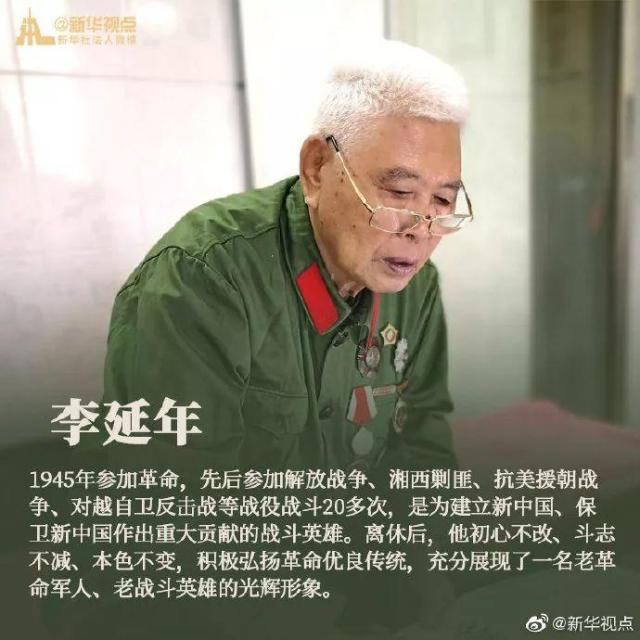 @新华视点
新华社法人微博
李延年
1945年参加革命，先后参加解放战争、湘西剿匪、抗美援朝战
争、对越自卫反击战等战役战斗20多次，是为建立新中国、保
卫新中国作出重大贡献的战斗英雄。离休后，他初心不改、斗志
不减、本色不变，积极弘扬革命优良传统，充分展现了一名老革
命军人、老战斗英雄的光辉形象。
@新华视点